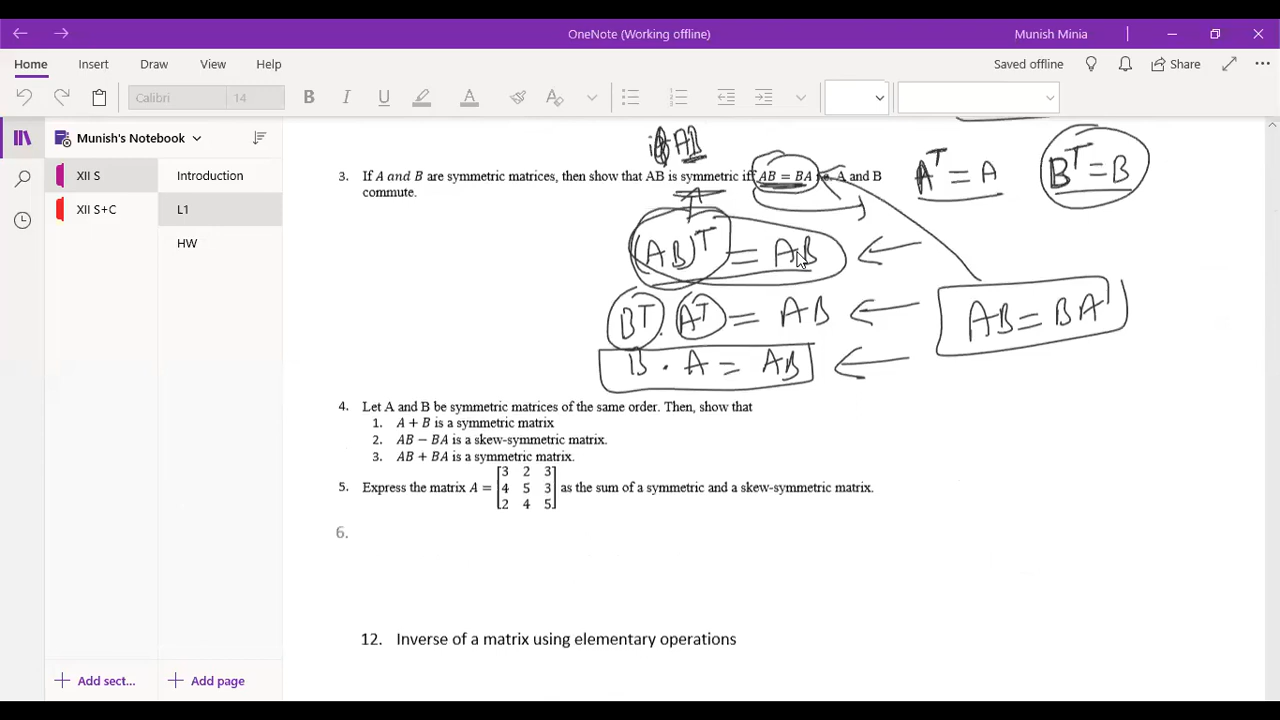 OneNote (Working offline)
Munish Minia
Home Insert Draw View Help
Saved offline
Share
Calibri 14
B I U A
Munish's Notebook
XII S
XII S+C
Introduction
L1
HW
3. If A and B are symmetric matrices, then show that AB is symmetric iff AB = BA i.e. A and B
commute.
A^T = A
B^T = B
(AB)^T = AB
B^T . A^T = AB
AB = BA
B . A = AB
4. Let A and B be symmetric matrices of the same order. Then, show that
1. A + B is a symmetric matrix
2. AB − BA is a skew-symmetric matrix.
3. AB + BA is a symmetric matrix.
5. Express the matrix A = [3 2 3
4 5 3
2 4 5] as the sum of a symmetric and a skew-symmetric matrix.
6.
12. Inverse of a matrix using elementary operations
+ Add sect...
+ Add page